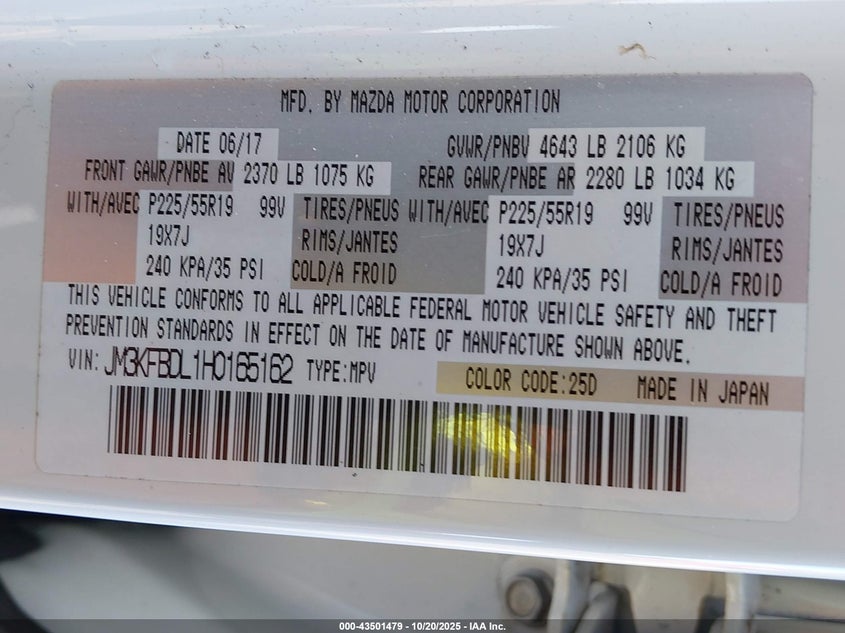 MFD. BY MAZDA MOTOR CORPORATION
DATE 06/17 GVWR/PNBV 4643 LB 2106 KG
FRONT GAWR/PNBE AV 2370 LB 1075 KG REAR GAWR/PNBE AR 2280 LB 1034 KG
WITH/AVEC P225/55R19 99V TIRES/PNEUS WITH/AVEC P225/55R19 99V TIRES/PNEUS
19X7J RIMS/JANTES 19X7J RIMS/JANTES
240 KPA/35 PSI COLD/A FROID 240 KPA/35 PSI COLD/A FROID
THIS VEHICLE CONFORMS TO ALL APPLICABLE FEDERAL MOTOR VEHICLE SAFETY AND THEFT
PREVENTION STANDARDS IN EFFECT ON THE DATE OF MANUFACTURE SHOWN ABOVE.
VIN: JM3KFBDL1H0165162 TYPE:MPV COLOR CODE:25D MADE IN JAPAN
000-43501479 - 10/20/2025 - IAA Inc.